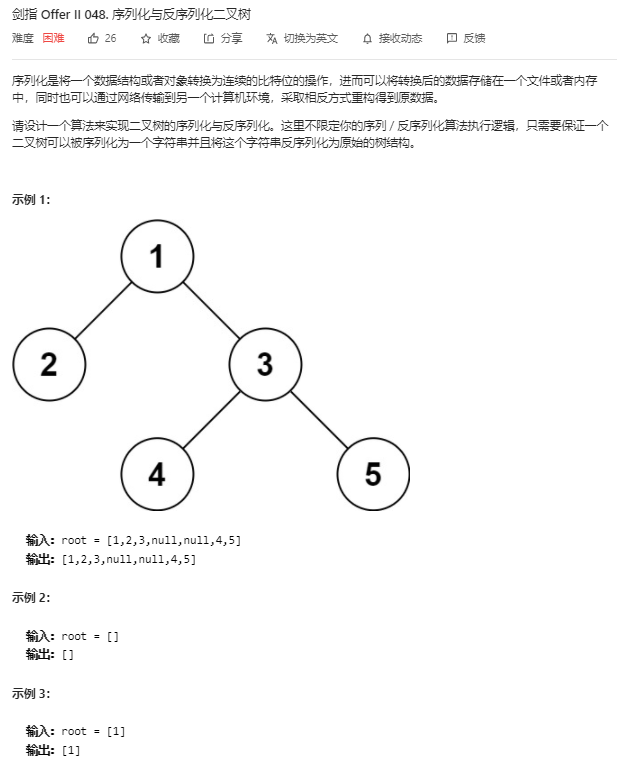 剑指 Offer II 048. 序列化与反序列化二叉树
难度 困难 26 收藏 分享 切换为英文 接收动态 反馈
序列化是将一个数据结构或者对象转换为连续的比特位的操作，进而可以将转换后的数据存储在一个文件或者内存
中，同时也可以通过网络传输到另一个计算机环境，采取相反方式重构得到原数据。
请设计一个算法来实现二叉树的序列化与反序列化。这里不限定你的序列 / 反序列化算法执行逻辑，只需要保证一个
二叉树可以被序列化为一个字符串并且将这个字符串反序列化为原始的树结构。
示例 1：
1
2 3
4 5
输入：root = [1,2,3,null,null,4,5]
输出：[1,2,3,null,null,4,5]
示例 2：
输入：root = []
输出：[]
示例 3：
输入：root = [1]
输出：[1]